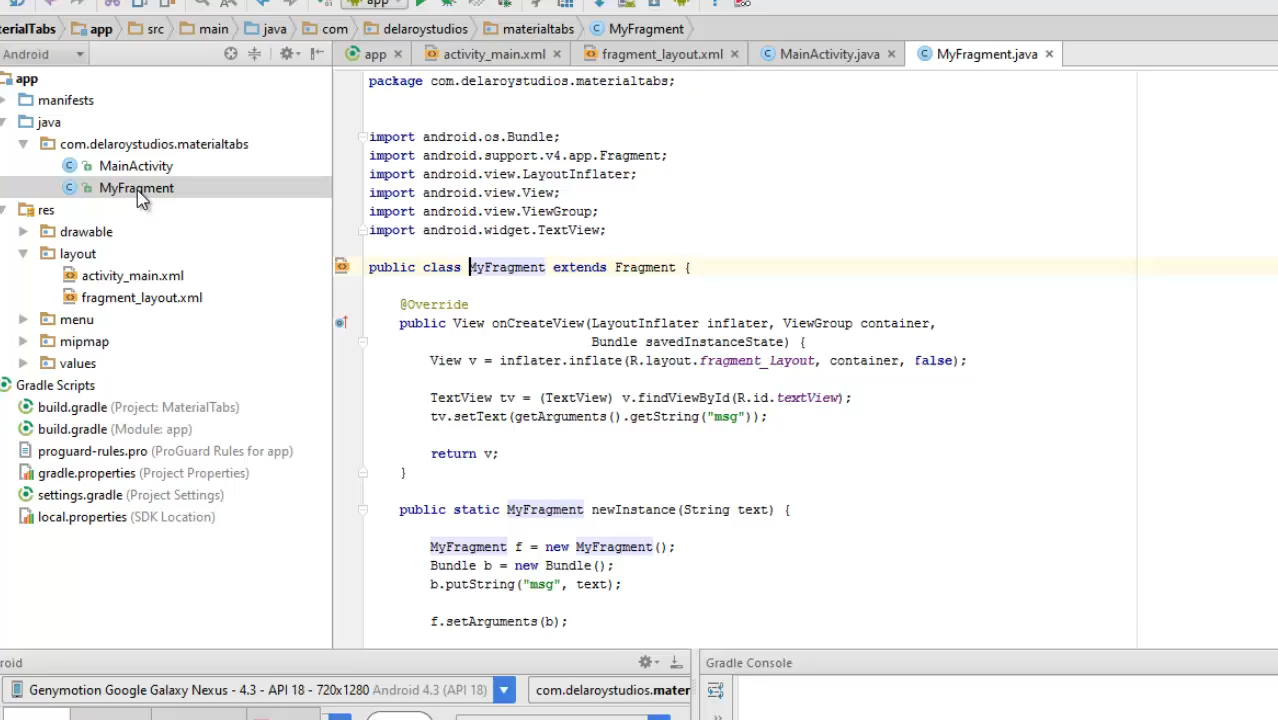 app
erialTabs app src main java com delaroystudios materialtabs MyFragment
Android app activity_main.xml fragment_layout.xml MainActivity.java MyFragment.java
app
manifests
java
com.delaroystudios.materialtabs
MainActivity
MyFragment
res
drawable
layout
activity_main.xml
fragment_layout.xml
menu
mipmap
values
Gradle Scripts
build.gradle (Project: MaterialTabs)
build.gradle (Module: app)
proguard-rules.pro (ProGuard Rules for app)
gradle.properties (Project Properties)
settings.gradle (Project Settings)
local.properties (SDK Location)
package com.delaroystudios.materialtabs;
import android.os.Bundle;
import android.support.v4.app.Fragment;
import android.view.LayoutInflater;
import android.view.View;
import android.view.ViewGroup;
import android.widget.TextView;
public class MyFragment extends Fragment {
@Override
public View onCreateView(LayoutInflater inflater, ViewGroup container,
Bundle savedInstanceState) {
View v = inflater.inflate(R.layout.fragment_layout, container, false);
TextView tv = (TextView) v.findViewById(R.id.textView);
tv.setText(getArguments().getString("msg"));
return v;
}
public static MyFragment newInstance(String text) {
MyFragment f = new MyFragment();
Bundle b = new Bundle();
b.putString("msg", text);
f.setArguments(b);
roid
Gradle Console
Genymotion Google Galaxy Nexus - 4.3 - API 18 - 720x1280 Android 4.3 (API 18) com.delaroystudios.mater